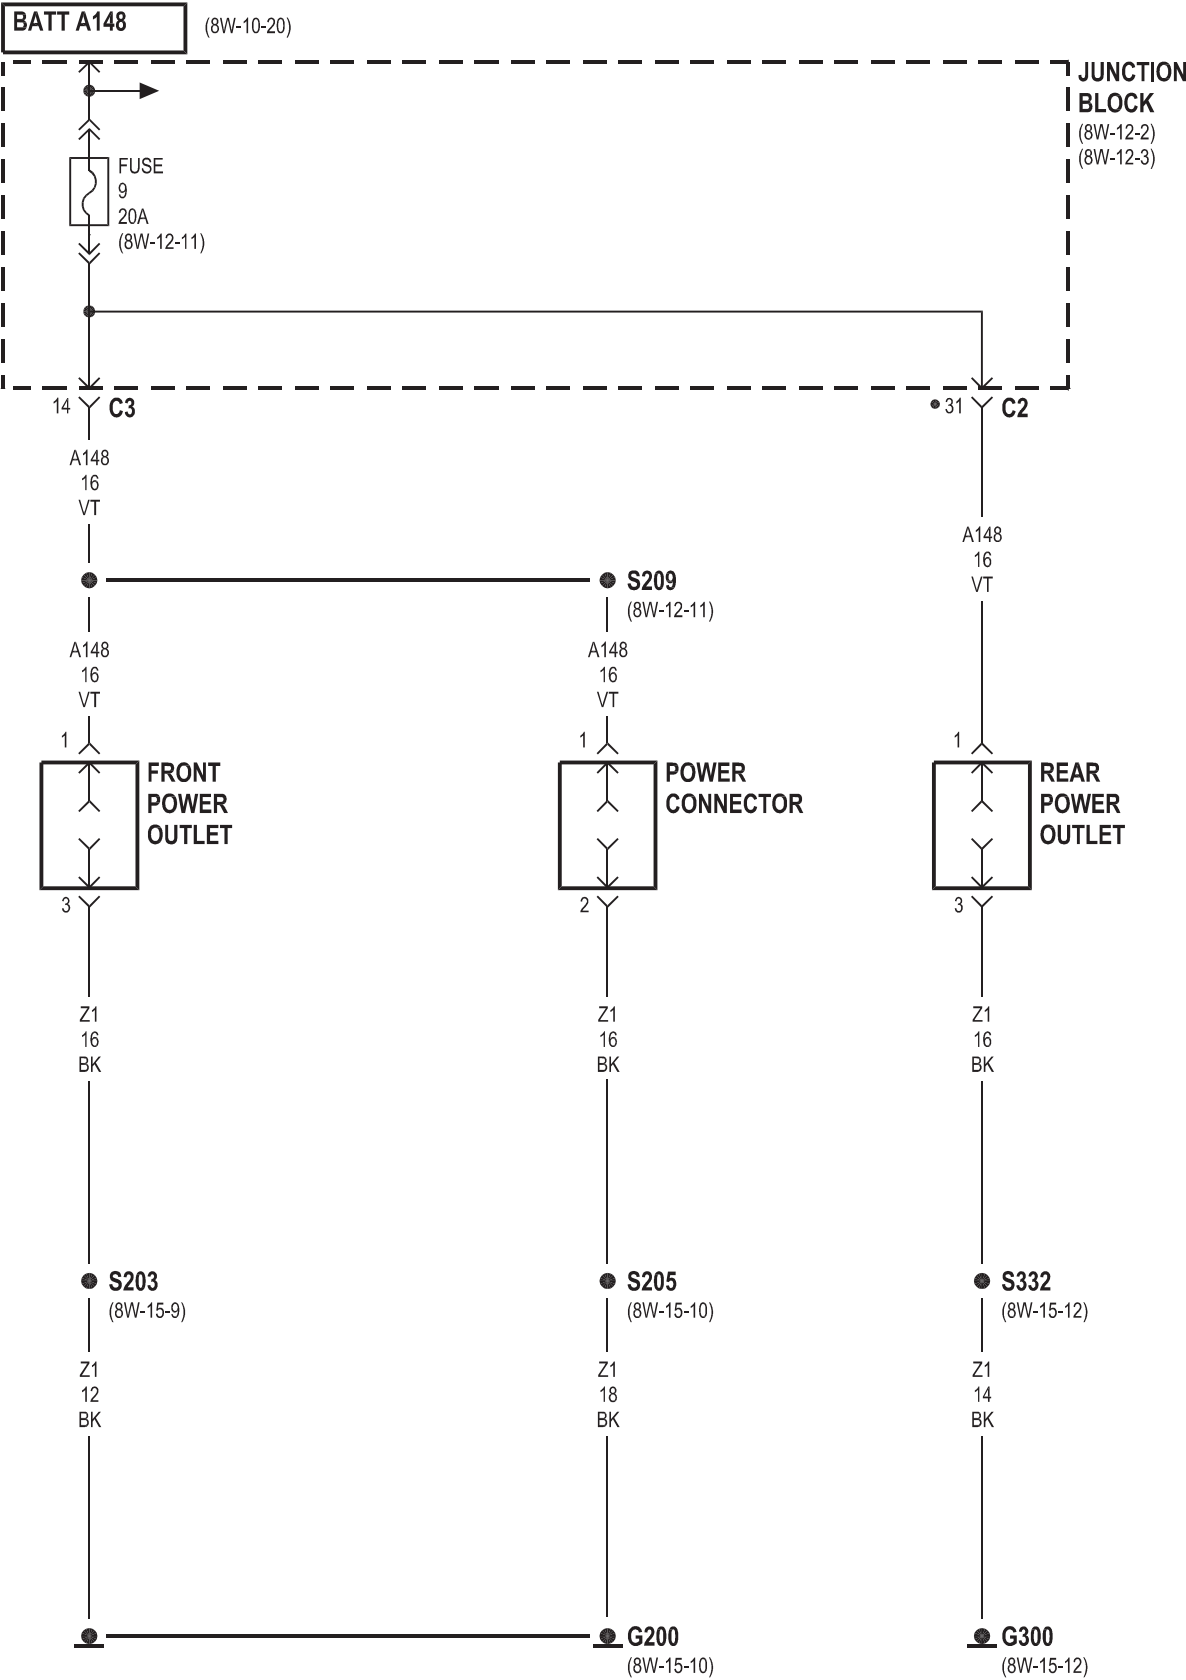 BATT A148
(8W-10-20)
JUNCTION
BLOCK
(8W-12-2)
(8W-12-3)
FUSE
9
20A
(8W-12-11)
14
C3
31
C2
A148
16
VT
A148
16
VT
S209
(8W-12-11)
A148
16
VT
A148
16
VT
1
1
1
FRONT
POWER
OUTLET
POWER
CONNECTOR
REAR
POWER
OUTLET
3
2
3
Z1
16
BK
Z1
16
BK
Z1
16
BK
S203
(8W-15-9)
S205
(8W-15-10)
S332
(8W-15-12)
Z1
12
BK
Z1
18
BK
Z1
14
BK
G200
(8W-15-10)
G300
(8W-15-12)